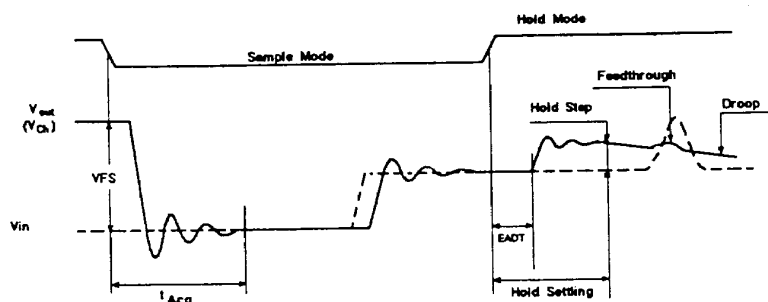 Hold Mode
Sample Mode
Feedthrough
Vout
(VCh)
Hold Step
Droop
VFS
Vin
EADT
tAcq
Hold Settling